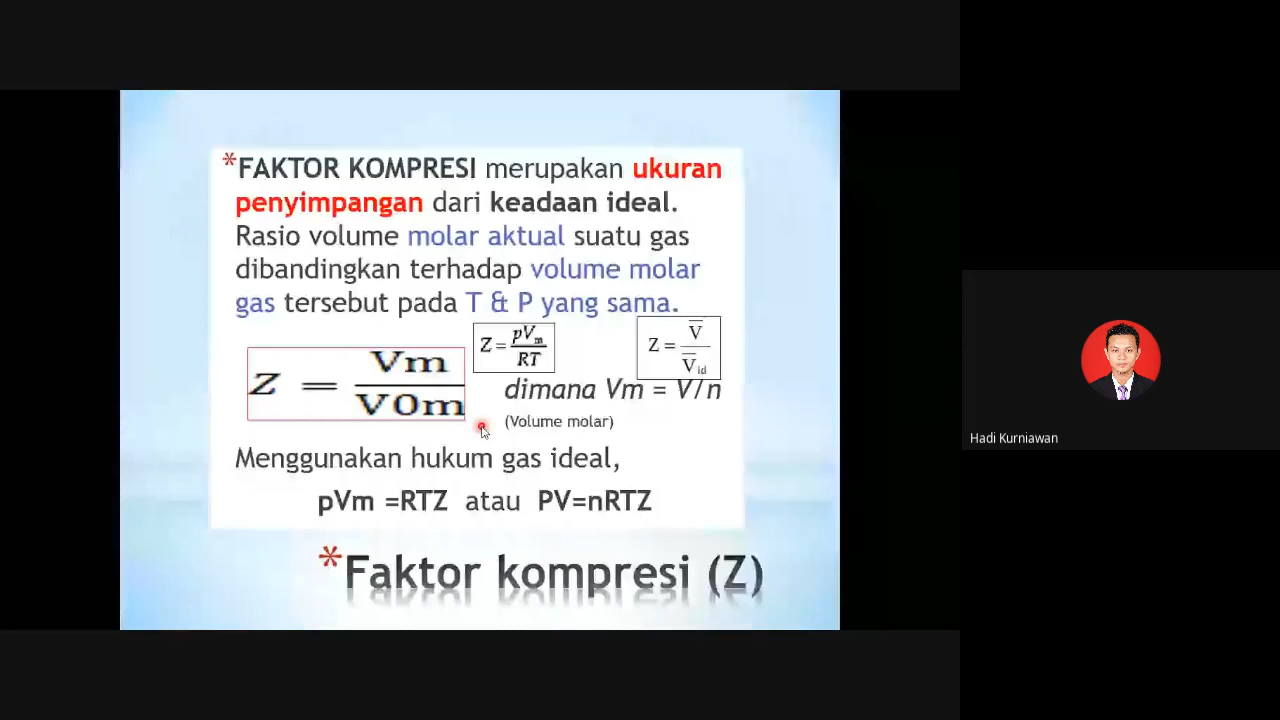 *FAKTOR KOMPRESI merupakan ukuran
penyimpangan dari keadaan ideal.
Rasio volume molar aktual suatu gas
dibandingkan terhadap volume molar
gas tersebut pada T & P yang sama.
Z = Vm / V0m
Z = pVₘ / RT
Z = V̅ / V̅id
dimana Vm = V/n
(Volume molar)
Menggunakan hukum gas ideal,
pVm =RTZ atau PV=nRTZ
*Faktor kompresi (Z)
Hadi Kurniawan